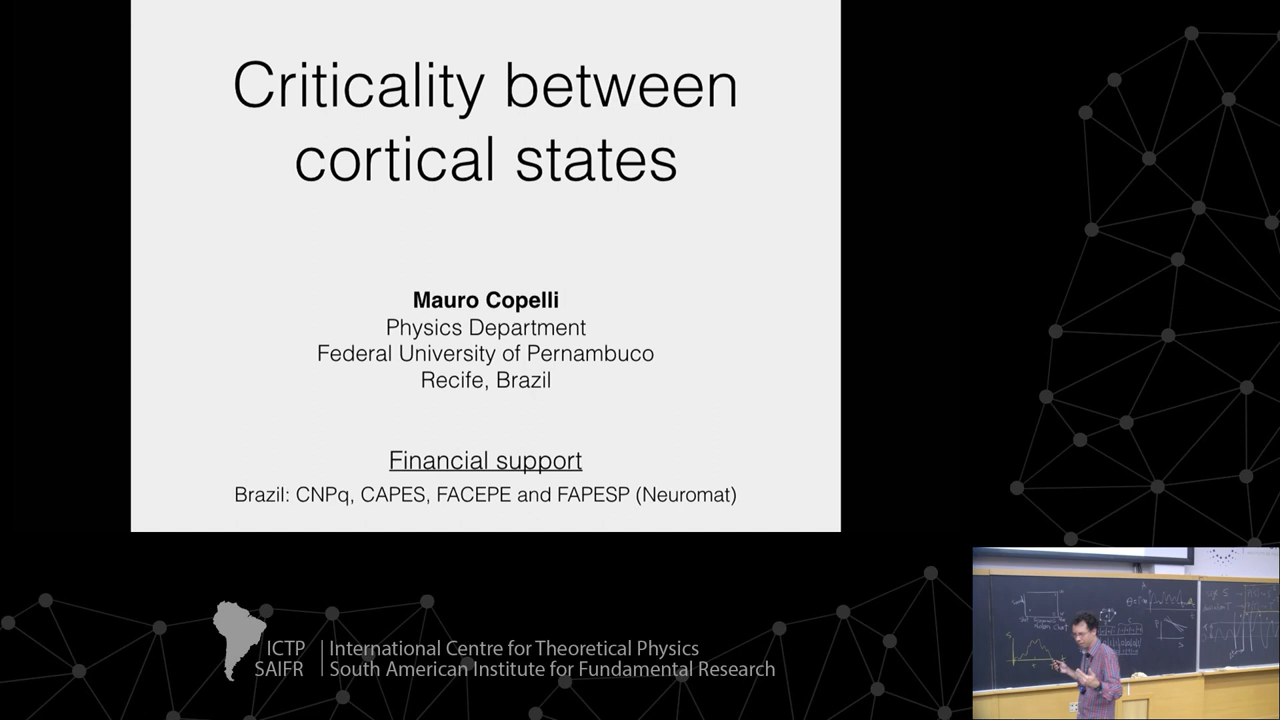 Criticality between
cortical states
Mauro Copelli
Physics Department
Federal University of Pernambuco
Recife, Brazil
Financial support
Brazil: CNPq, CAPES, FACEPE and FAPESP (Neuromat)
ICTP
SAIFR
International Centre for Theoretical Physics
South American Institute for Fundamental Research